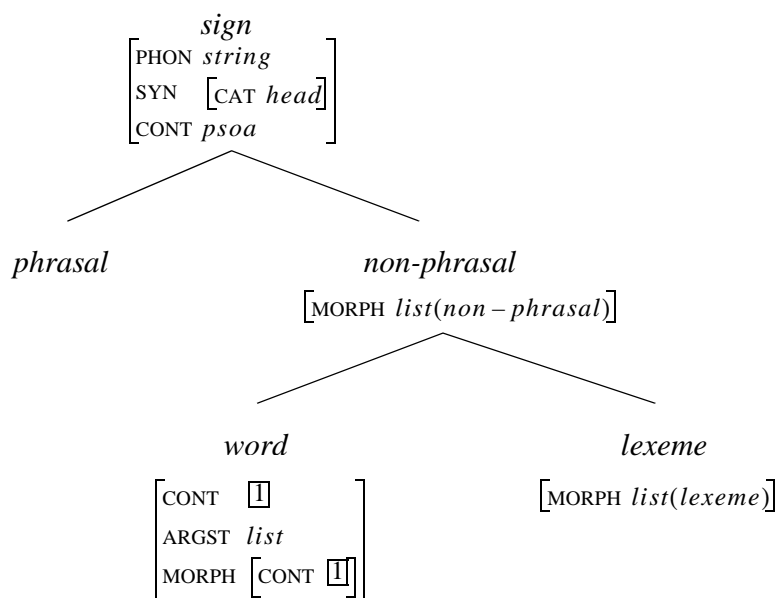 sign
PHON string
SYN [CAT head]
CONT psoa
phrasal non-phrasal
[MORPH list(non – phrasal)]
word lexeme
CONT 1 [MORPH list(lexeme)]
ARGST list
MORPH [CONT 1]